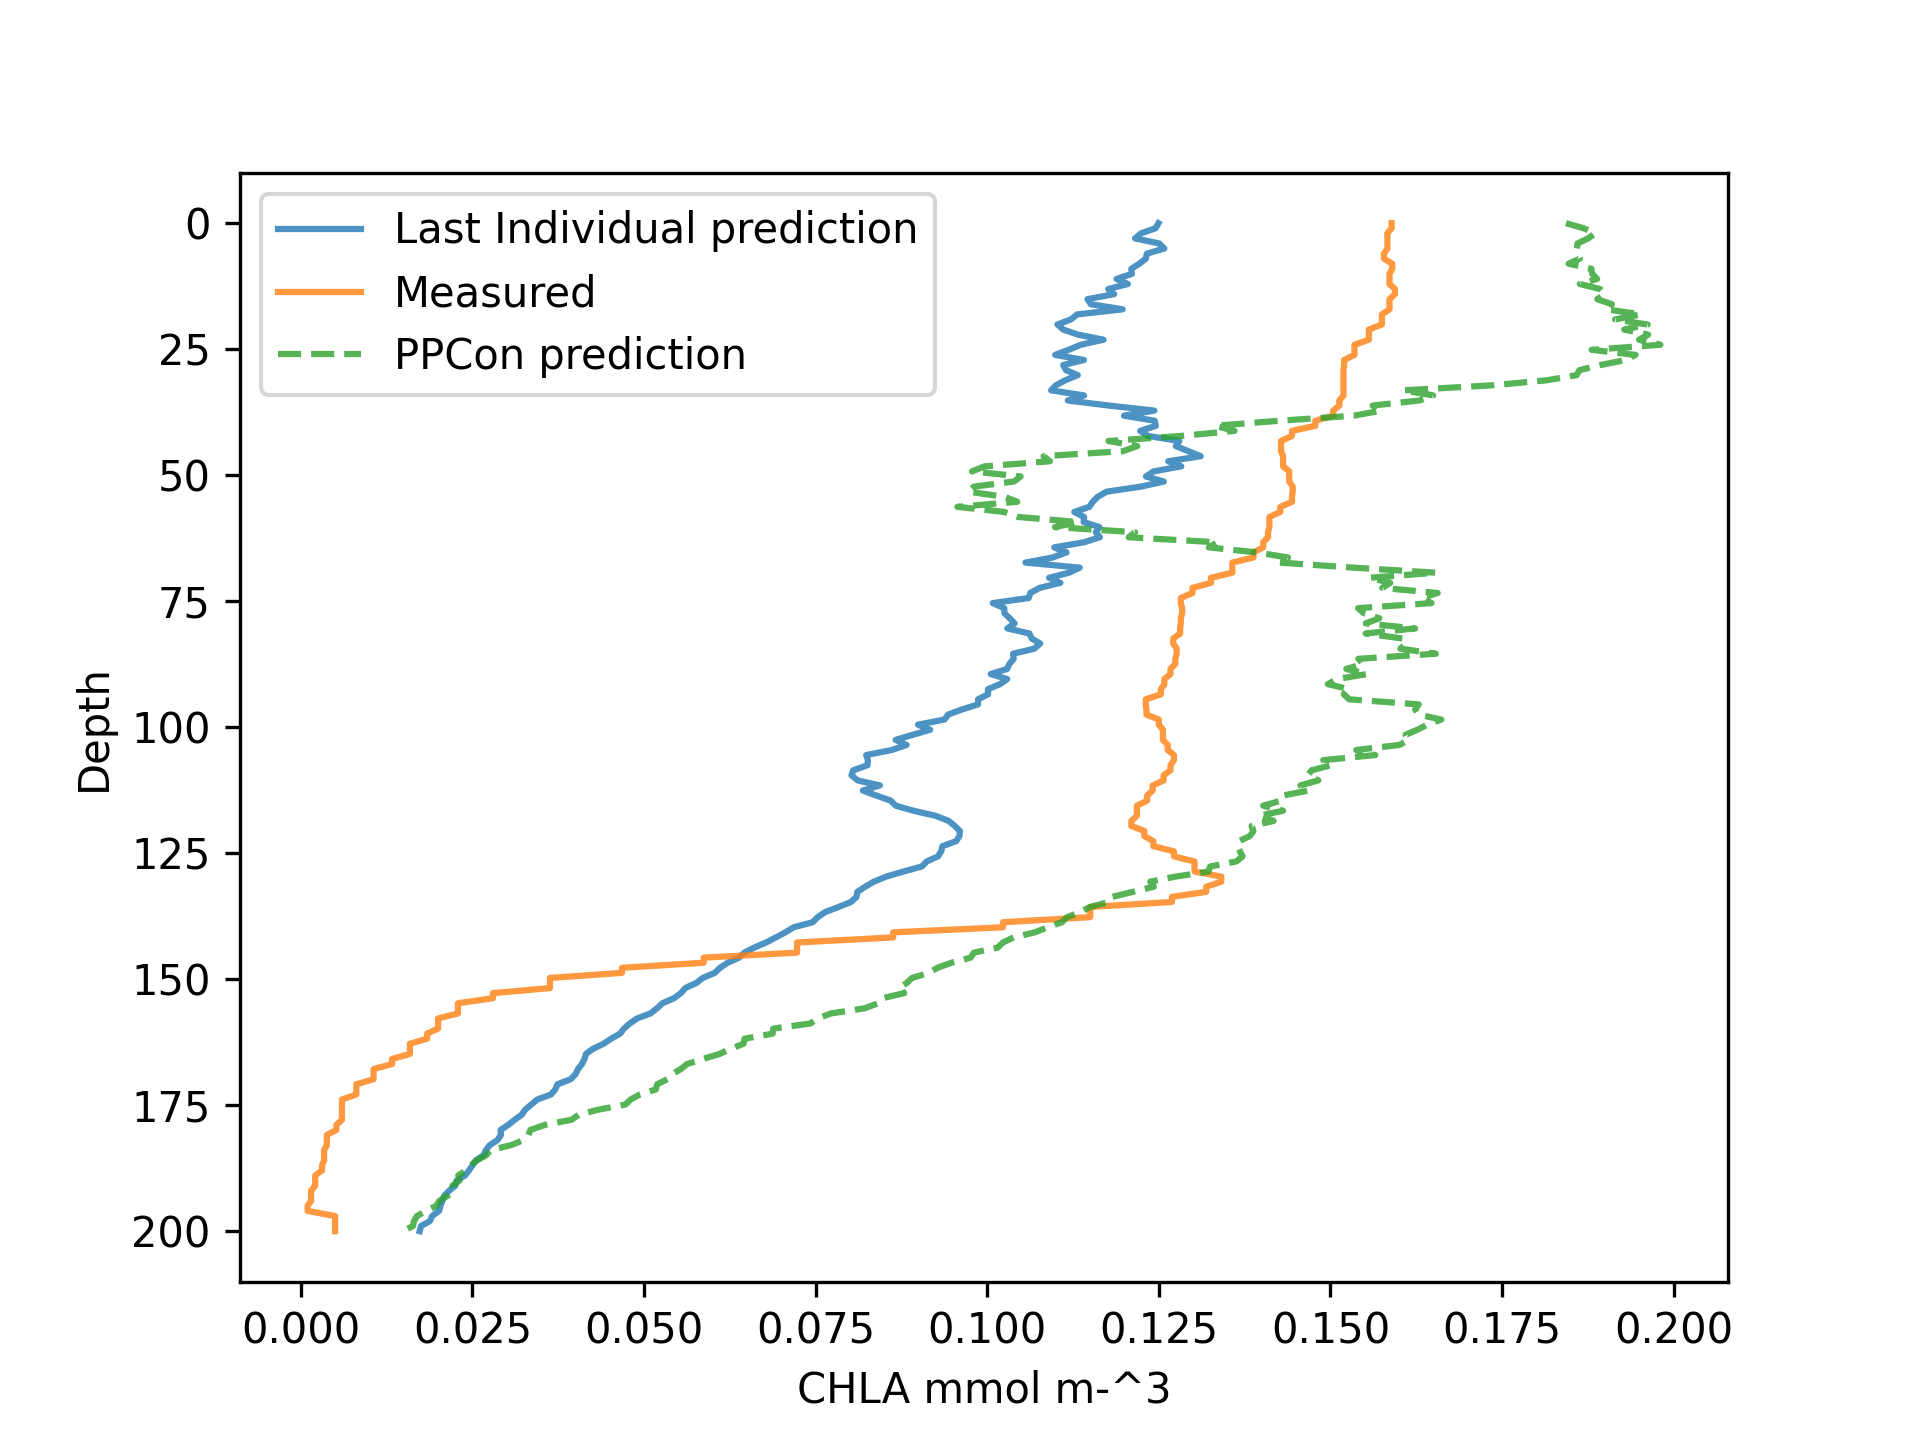 Last Individual prediction
Measured
PPCon prediction
0
25
50
75
100
125
150
175
200
Depth
0.000 0.025 0.050 0.075 0.100 0.125 0.150 0.175 0.200
CHLA mmol m-^3